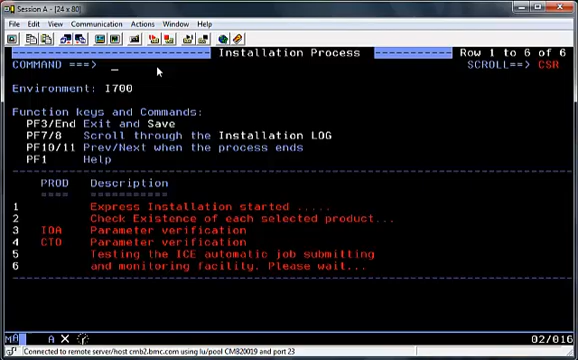 Session A - [24 x 80]
File Edit View Communication Actions Window Help
Installation Process Row 1 to 6 of 6
COMMAND ===> _ SCROLL==> CSR
Environment: I700
Function keys and Commands:
PF3/End Exit and Save
PF7/8 Scroll through the Installation LOG
PF10/11 Prev/Next when the process ends
PF1 Help
PROD Description
==== ===========
1 Express Installation started .....
2 Check Existence of each selected product...
3 IOA Parameter verification
4 CTO Parameter verification
5 Testing the ICE automatic job submitting
6 and monitoring facility. Please wait...
A X 02/016
Connected to remote server/host cmb2.bmc.com using lu/pool CMB20019 and port 23